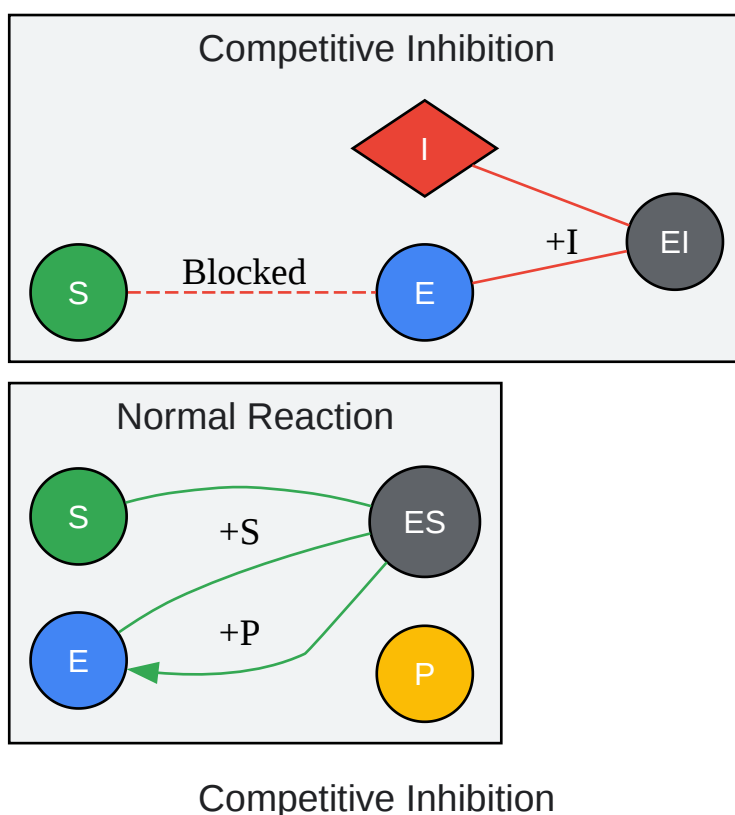 Competitive Inhibition
I
EI
+I
Blocked
S
E
Normal Reaction
S
ES
+S
E
+P
P
Competitive Inhibition